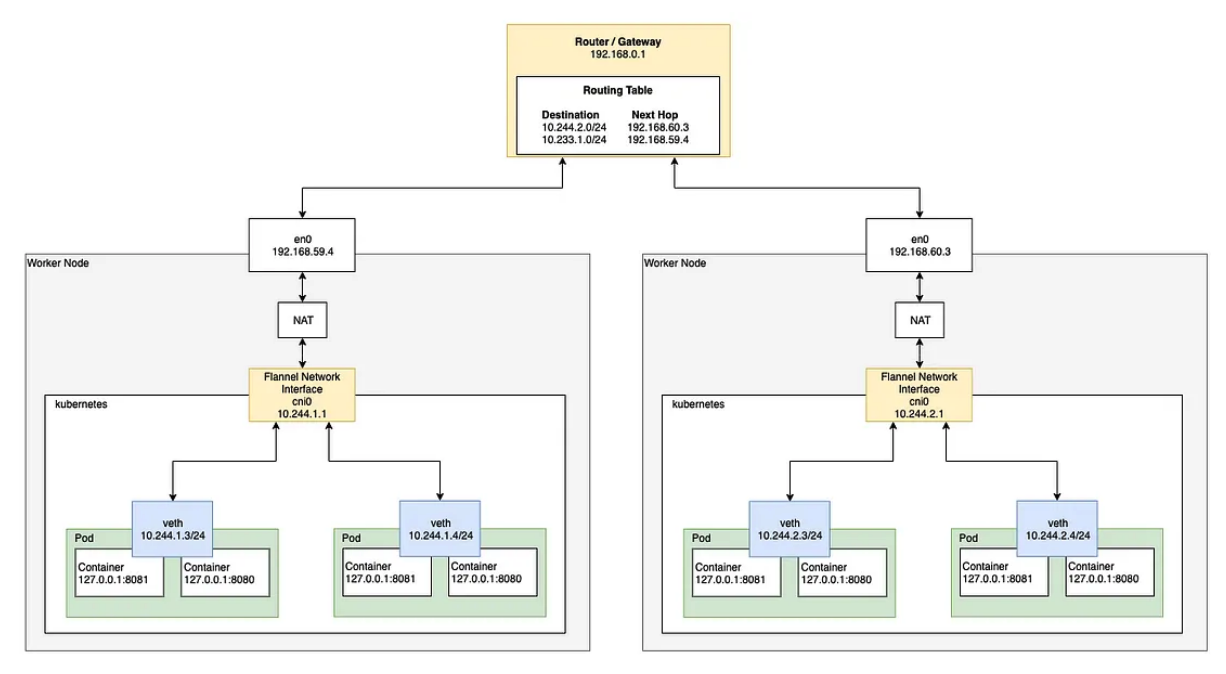 Router / Gateway
192.168.0.1
Routing Table
Destination Next Hop
10.244.2.0/24 192.168.60.3
10.233.1.0/24 192.168.59.4
en0
192.168.59.4
Worker Node
NAT
Flannel Network
Interface
cni0
10.244.1.1
kubernetes
veth
10.244.1.3/24
Pod
Container
127.0.0.1:8081
Container
127.0.0.1:8080
veth
10.244.1.4/24
Pod
Container
127.0.0.1:8081
Container
127.0.0.1:8080
en0
192.168.60.3
Worker Node
NAT
Flannel Network
Interface
cni0
10.244.2.1
kubernetes
veth
10.244.2.3/24
Pod
Container
127.0.0.1:8081
Container
127.0.0.1:8080
veth
10.244.2.4/24
Pod
Container
127.0.0.1:8081
Container
127.0.0.1:8080